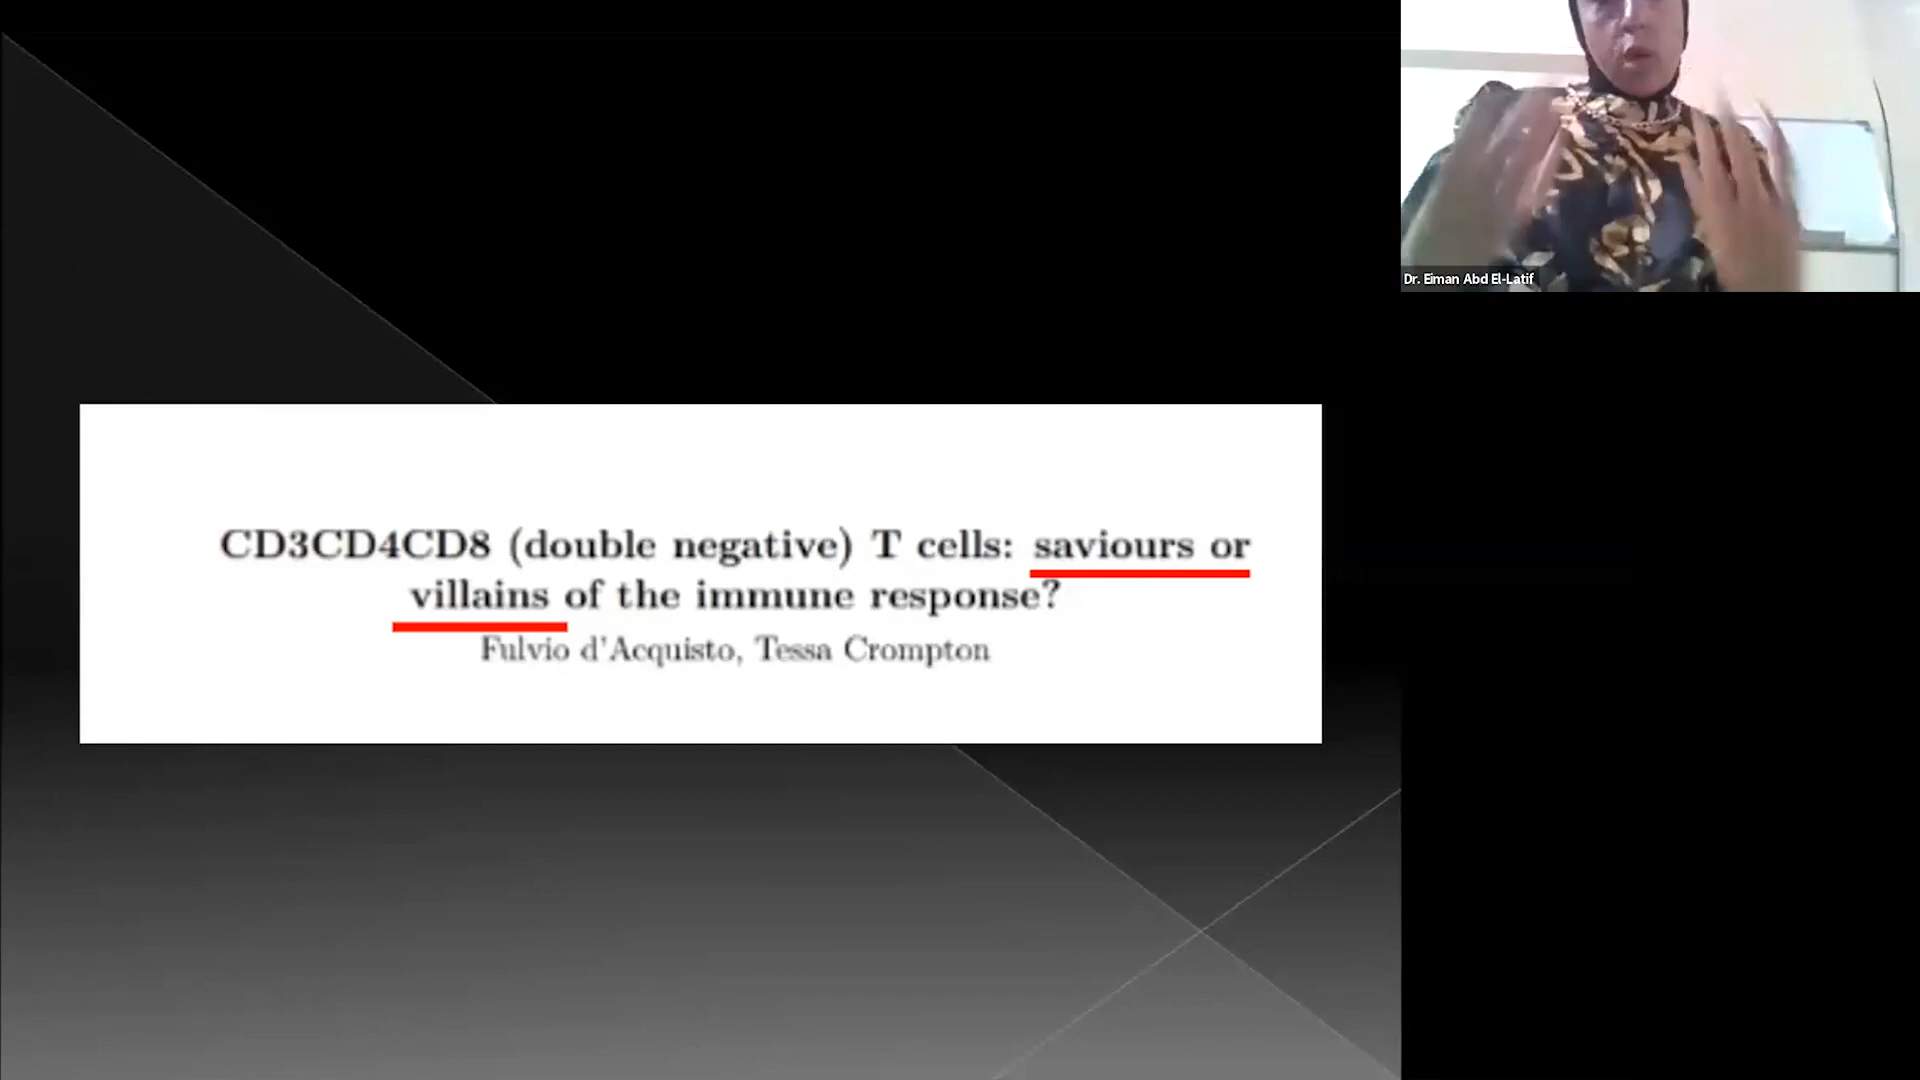 Dr. Eiman Abd El-Latif
CD3CD4CD8 (double negative) T cells: saviours or
villains of the immune response?
Fulvio d'Acquisto, Tessa Crompton